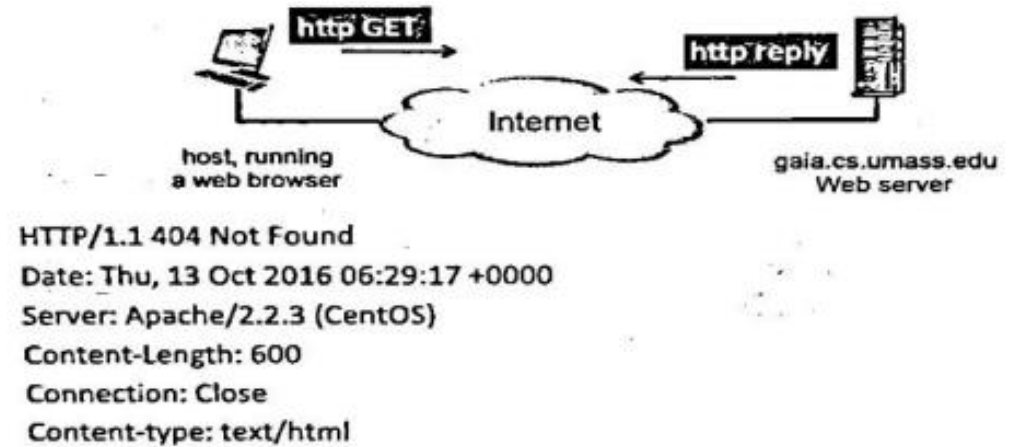 http GET
http reply
Internet
host, running
a web browser
gaia.cs.umass.edu
Web server
HTTP/1.1 404 Not Found
Date: Thu, 13 Oct 2016 06:29:17 +0000
Server: Apache/2.2.3 (CentOS)
Content-Length: 600
Connection: Close
Content-type: text/html